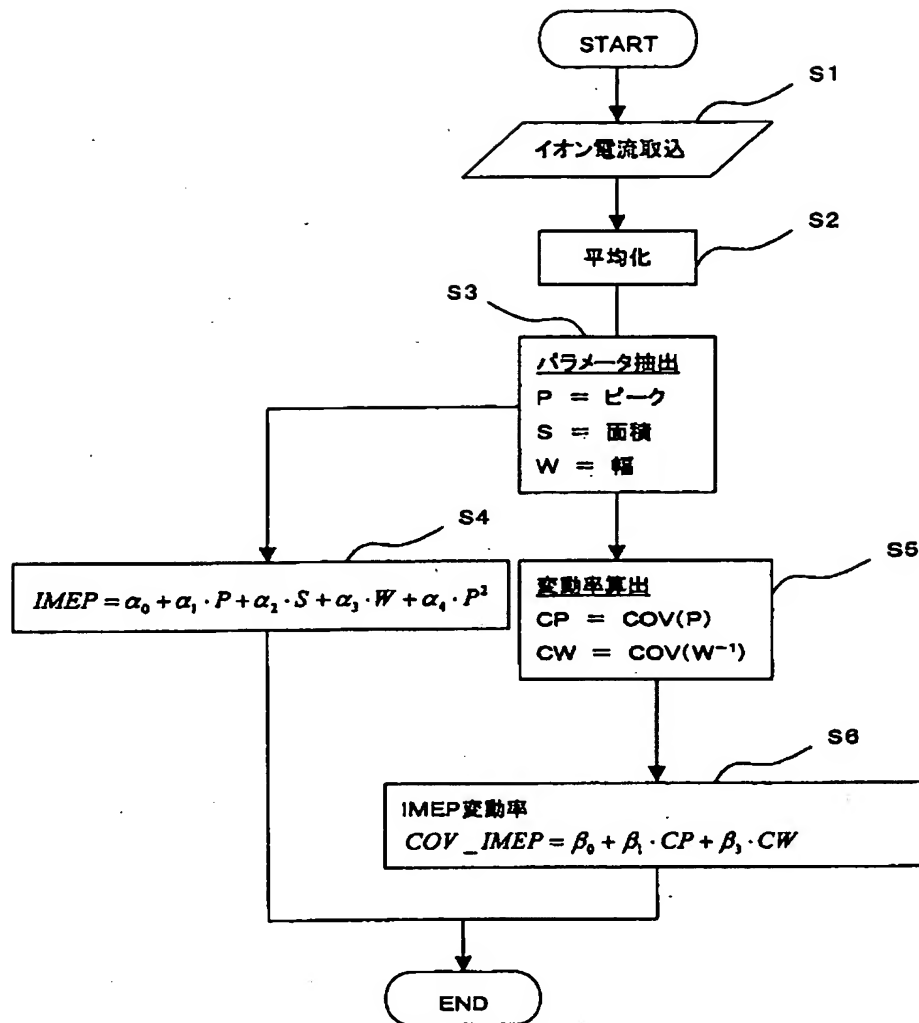 START
S1
イオン電流取込
S2
平均化
S3
パラメータ抽出
P = ピーク
S = 面積
W = 幅
S4
IMEP = α₀ + α₁ · P + α₂ · S + α₃ · W + α₄ · P²
S5
変動率算出
CP = COV(P)
CW = COV(W⁻¹)
S6
IMEP変動率
COV _ IMEP = β₀ + β₁ · CP + β₃ · CW
END